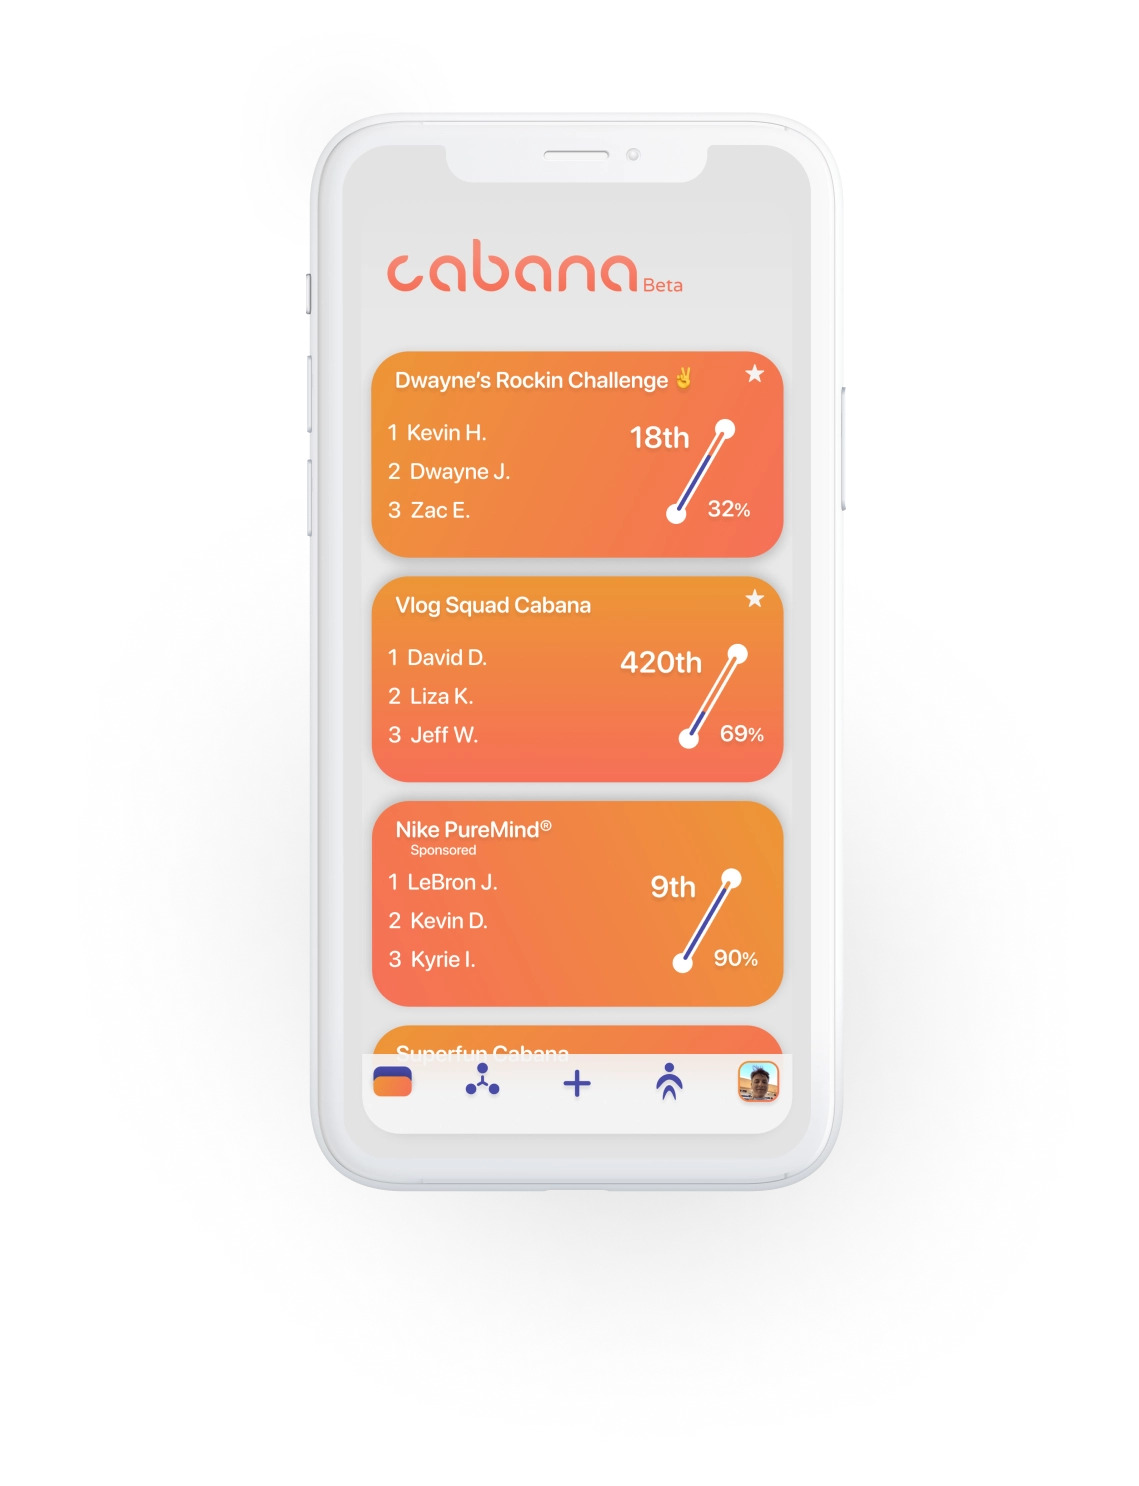 cabana Beta
Dwayne's Rockin Challenge ✌️
1 Kevin H.
2 Dwayne J.
3 Zac E.
18th
32%
Vlog Squad Cabana
1 David D.
2 Liza K.
3 Jeff W.
420th
69%
Nike PureMind®
Sponsored
1 LeBron J.
2 Kevin D.
3 Kyrie I.
9th
90%
Superfun Cabana